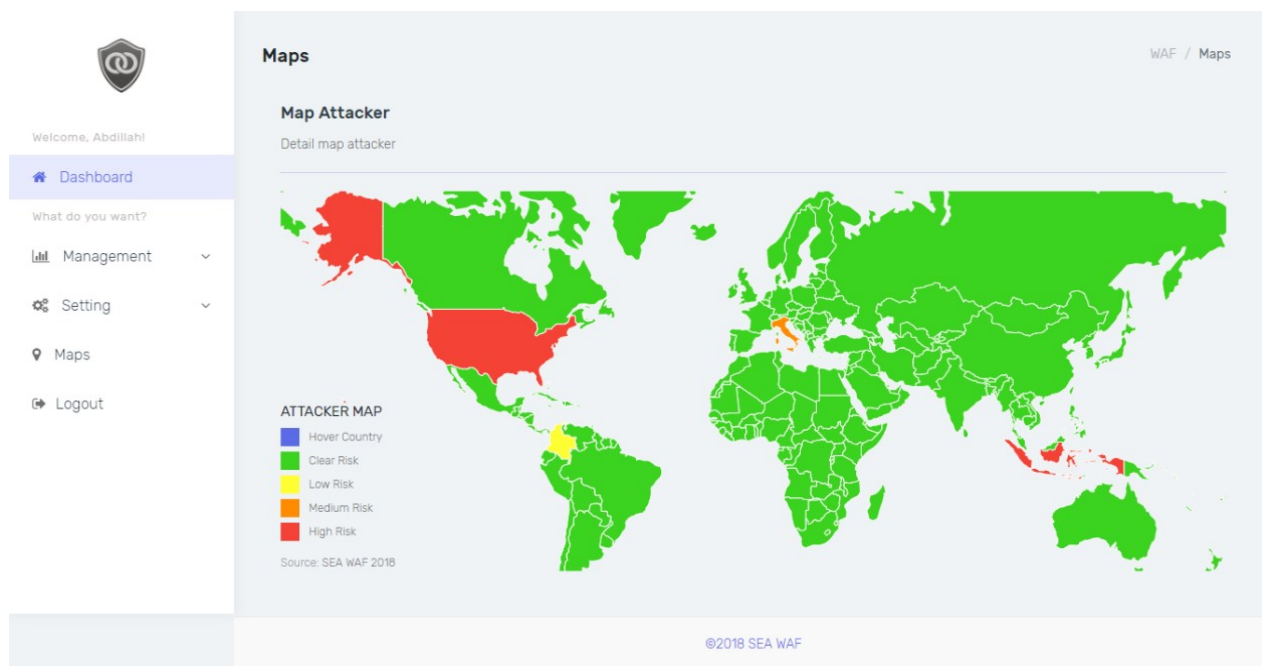 Welcome, Abdillah!
Dashboard
What do you want?
Management
Setting
Maps
Logout
Maps
WAF / Maps
Map Attacker
Detail map attacker
ATTACKER MAP
Hover Country
Clear Risk
Low Risk
Medium Risk
High Risk
Source: SEA WAF 2018
©2018 SEA WAF